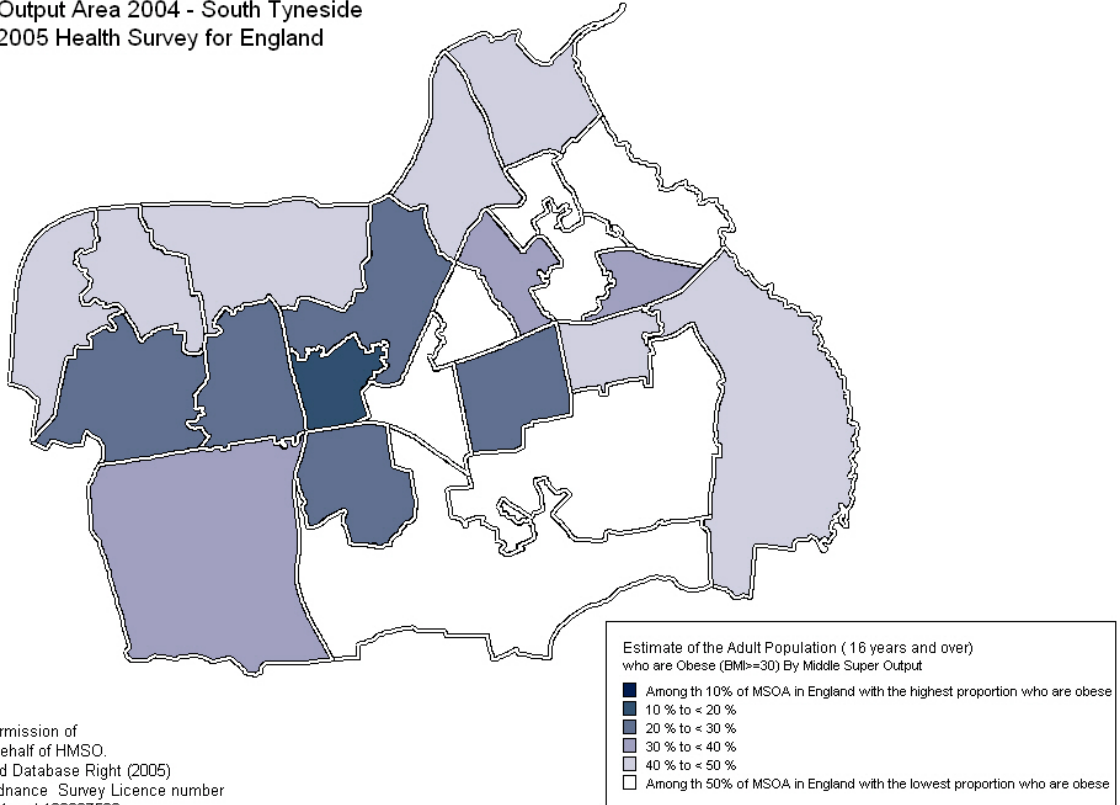 Output Area 2004 - South Tyneside
2005 Health Survey for England
Estimate of the Adult Population ( 16 years and over)
who are Obese (BMI>=30) By Middle Super Output
Among th 10% of MSOA in England with the highest proportion who are obese
10 % to < 20 %
20 % to < 30 %
30 % to < 40 %
40 % to < 50 %
Among th 50% of MSOA in England with the lowest proportion who are obese
rmission of
ehalf of HMSO.
d Database Right (2005)
dnance Survey Licence number